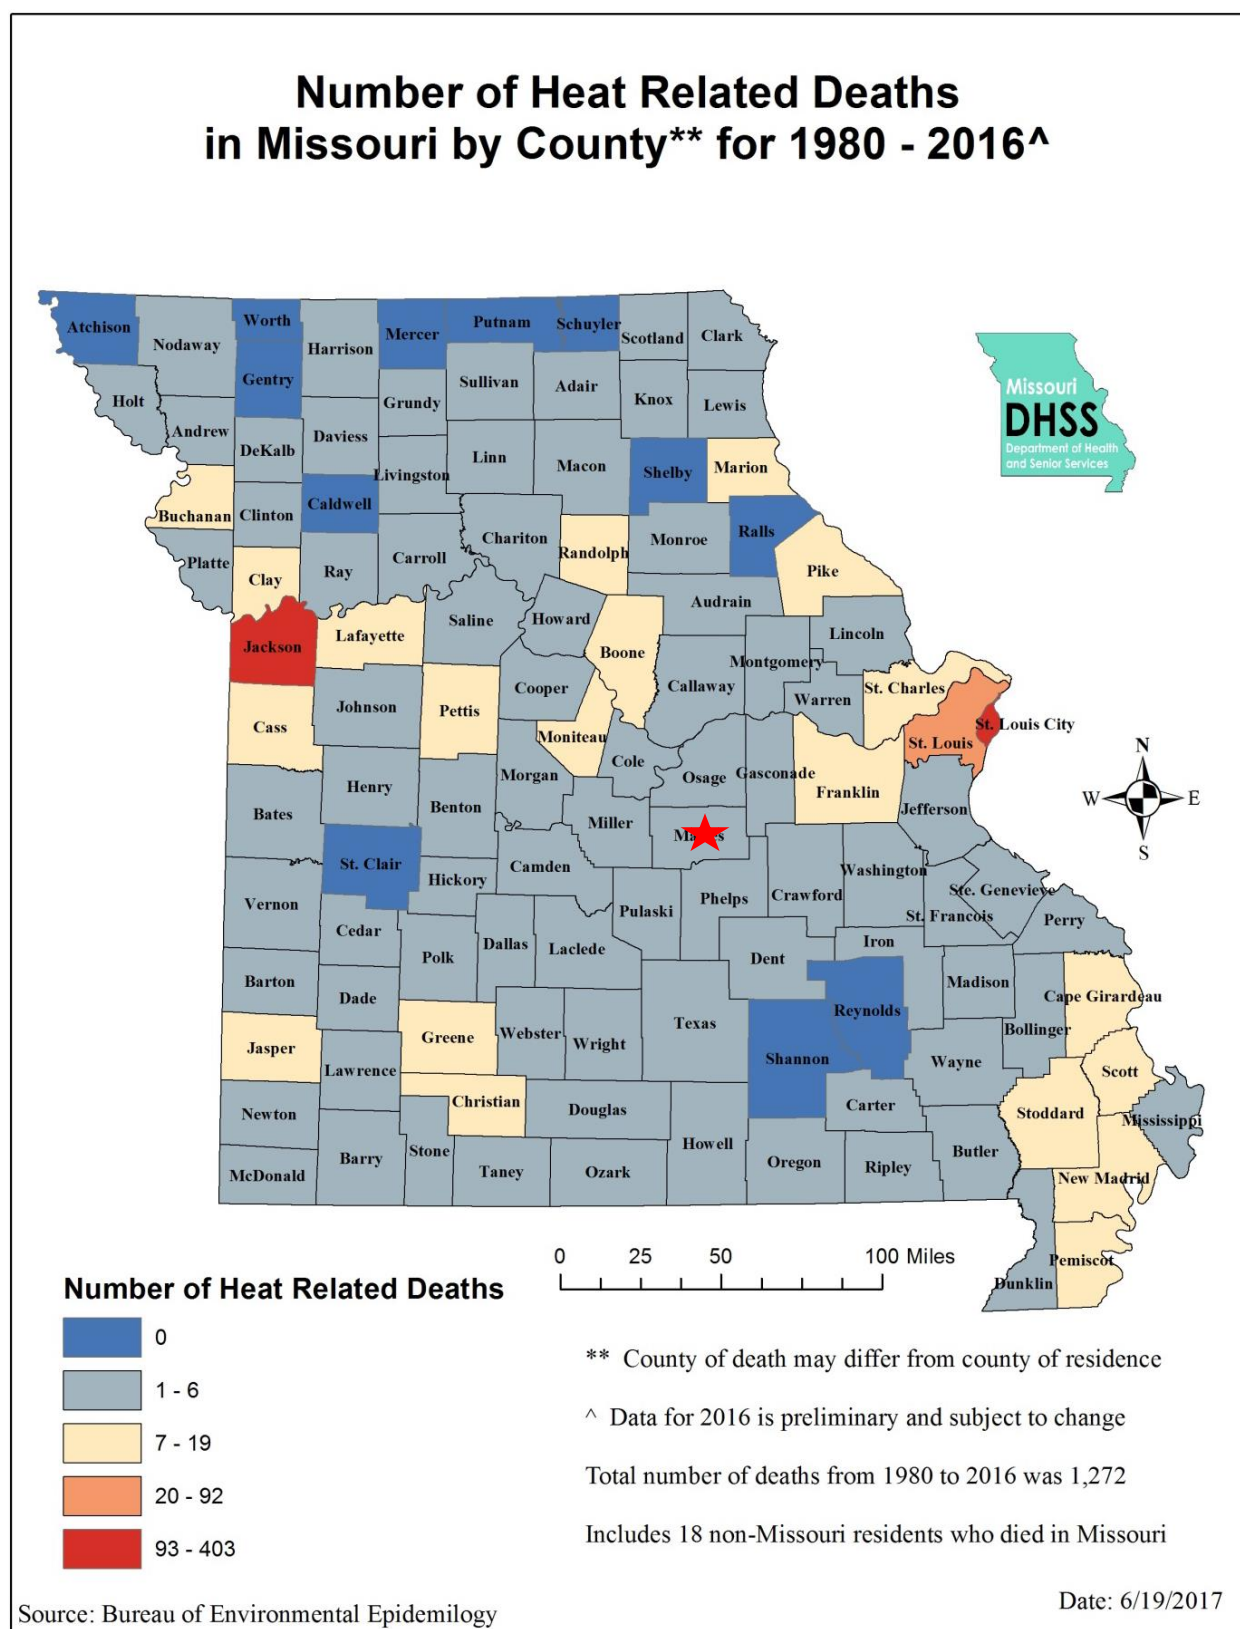 Number of Heat Related Deaths
in Missouri by County** for 1980 - 2016^
Atchison
Nodaway
Worth
Gentry
Harrison
Mercer
Putnam
Schuyler
Scotland
Clark
Holt
Andrew
DeKalb
Daviess
Grundy
Sullivan
Adair
Knox
Lewis
Livingston
Linn
Macon
Shelby
Marion
Buchanan
Clinton
Caldwell
Platte
Clay
Ray
Carroll
Chariton
Randolph
Monroe
Ralls
Pike
Audrain
Jackson
Lafayette
Saline
Howard
Boone
Callaway
Montgomery
Lincoln
Warren
St. Charles
St. Louis City
St. Louis
Cass
Johnson
Pettis
Cooper
Moniteau
Cole
Osage
Gasconade
Franklin
Jefferson
Bates
Henry
Benton
Morgan
Miller
St. Clair
Hickory
Camden
Pulaski
Phelps
Crawford
Washington
St. Francois
Ste. Genevieve
Perry
Vernon
Cedar
Polk
Dallas
Laclede
Dent
Iron
Madison
Bollinger
Cape Girardeau
Barton
Dade
Greene
Webster
Wright
Texas
Shannon
Reynolds
Wayne
Scott
Mississippi
Jasper
Lawrence
Christian
Douglas
Howell
Carter
Butler
Stoddard
Newton
McDonald
Barry
Stone
Taney
Ozark
Oregon
Ripley
New Madrid
Pemiscot
Dunklin
Missouri
DHSS
Department of Health
and Senior Services
N
W E
S
0 25 50 100 Miles
Number of Heat Related Deaths
0
1 - 6
7 - 19
20 - 92
93 - 403
** County of death may differ from county of residence
^ Data for 2016 is preliminary and subject to change
Total number of deaths from 1980 to 2016 was 1,272
Includes 18 non-Missouri residents who died in Missouri
Source: Bureau of Environmental Epidemilogy
Date: 6/19/2017